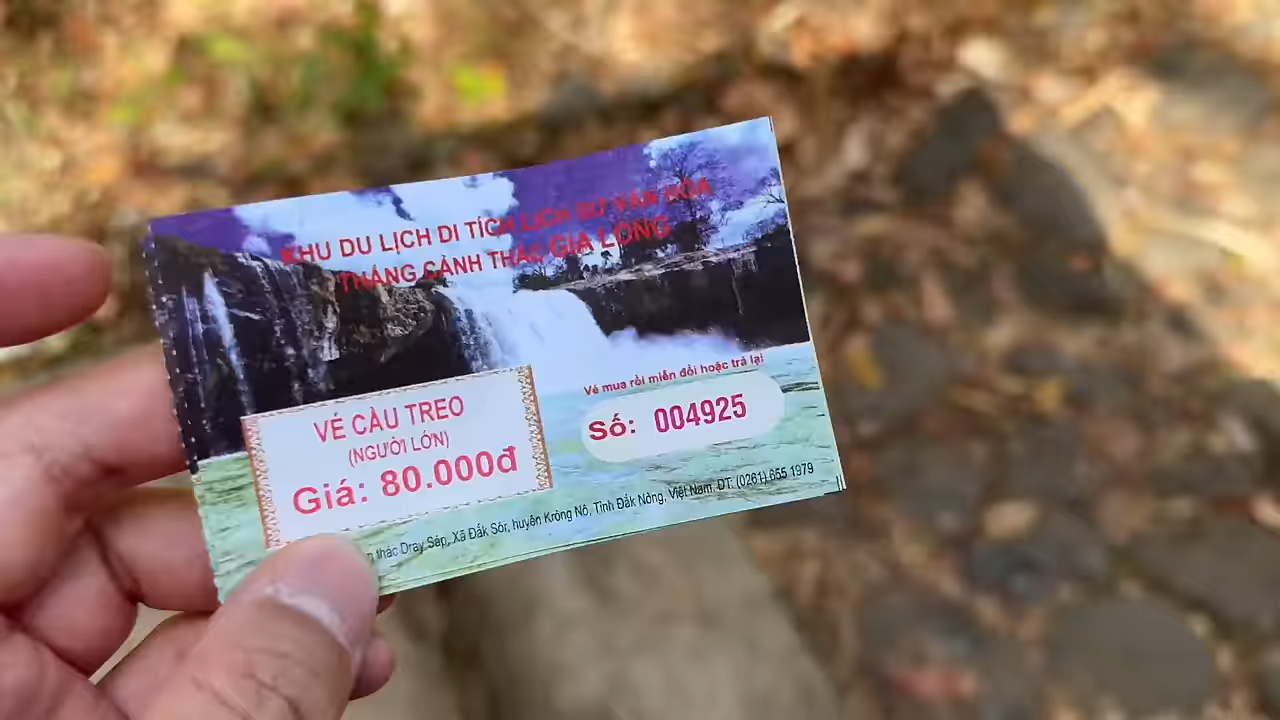 KHU DU LỊCH DI TÍCH LỊCH SỬ VĂN HÓA
THẮNG CẢNH THÁC GIA LONG
VÉ CẦU TREO
(NGƯỜI LỚN)
Giá: 80.000đ
Vé mua rồi miễn đổi hoặc trả lại
Số: 004925
thác Dray Sáp, Xã Đắk Sôr, huyện Krông Nô, Tỉnh Đắk Nông, Việt Nam, ĐT: (0261) 655 1979